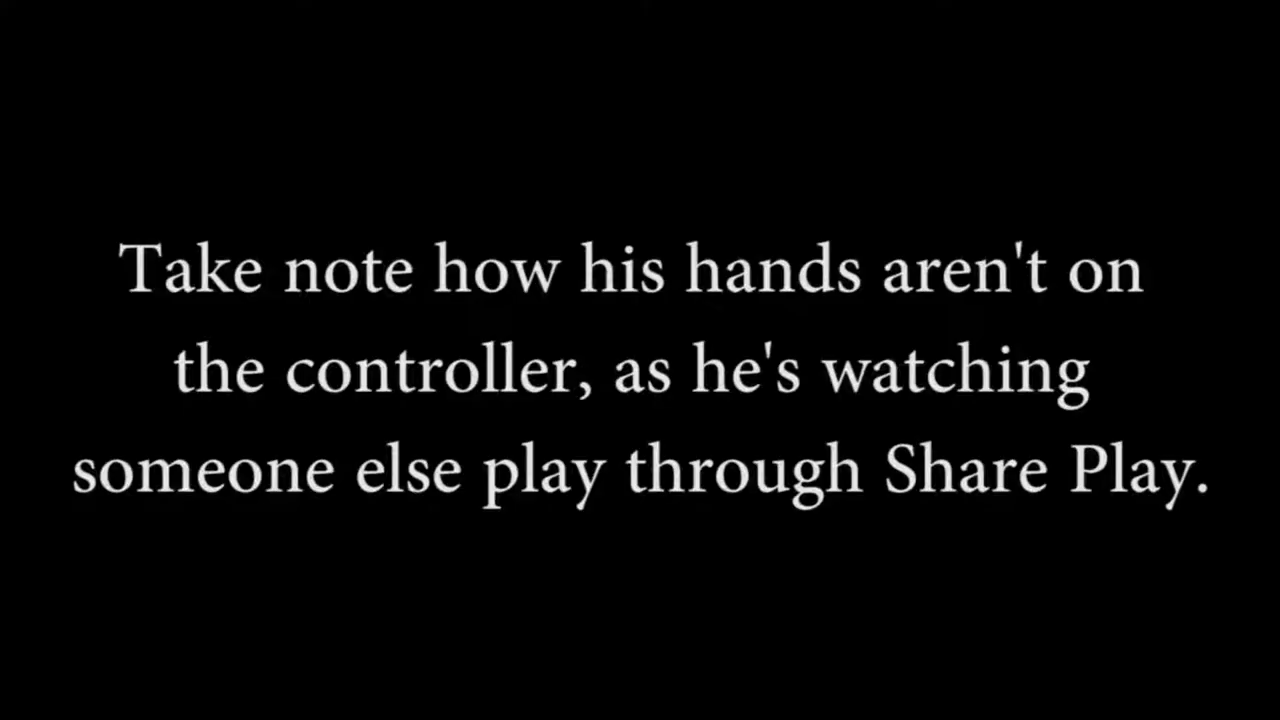 Take note how his hands aren't on
the controller, as he's watching
someone else play through Share Play.